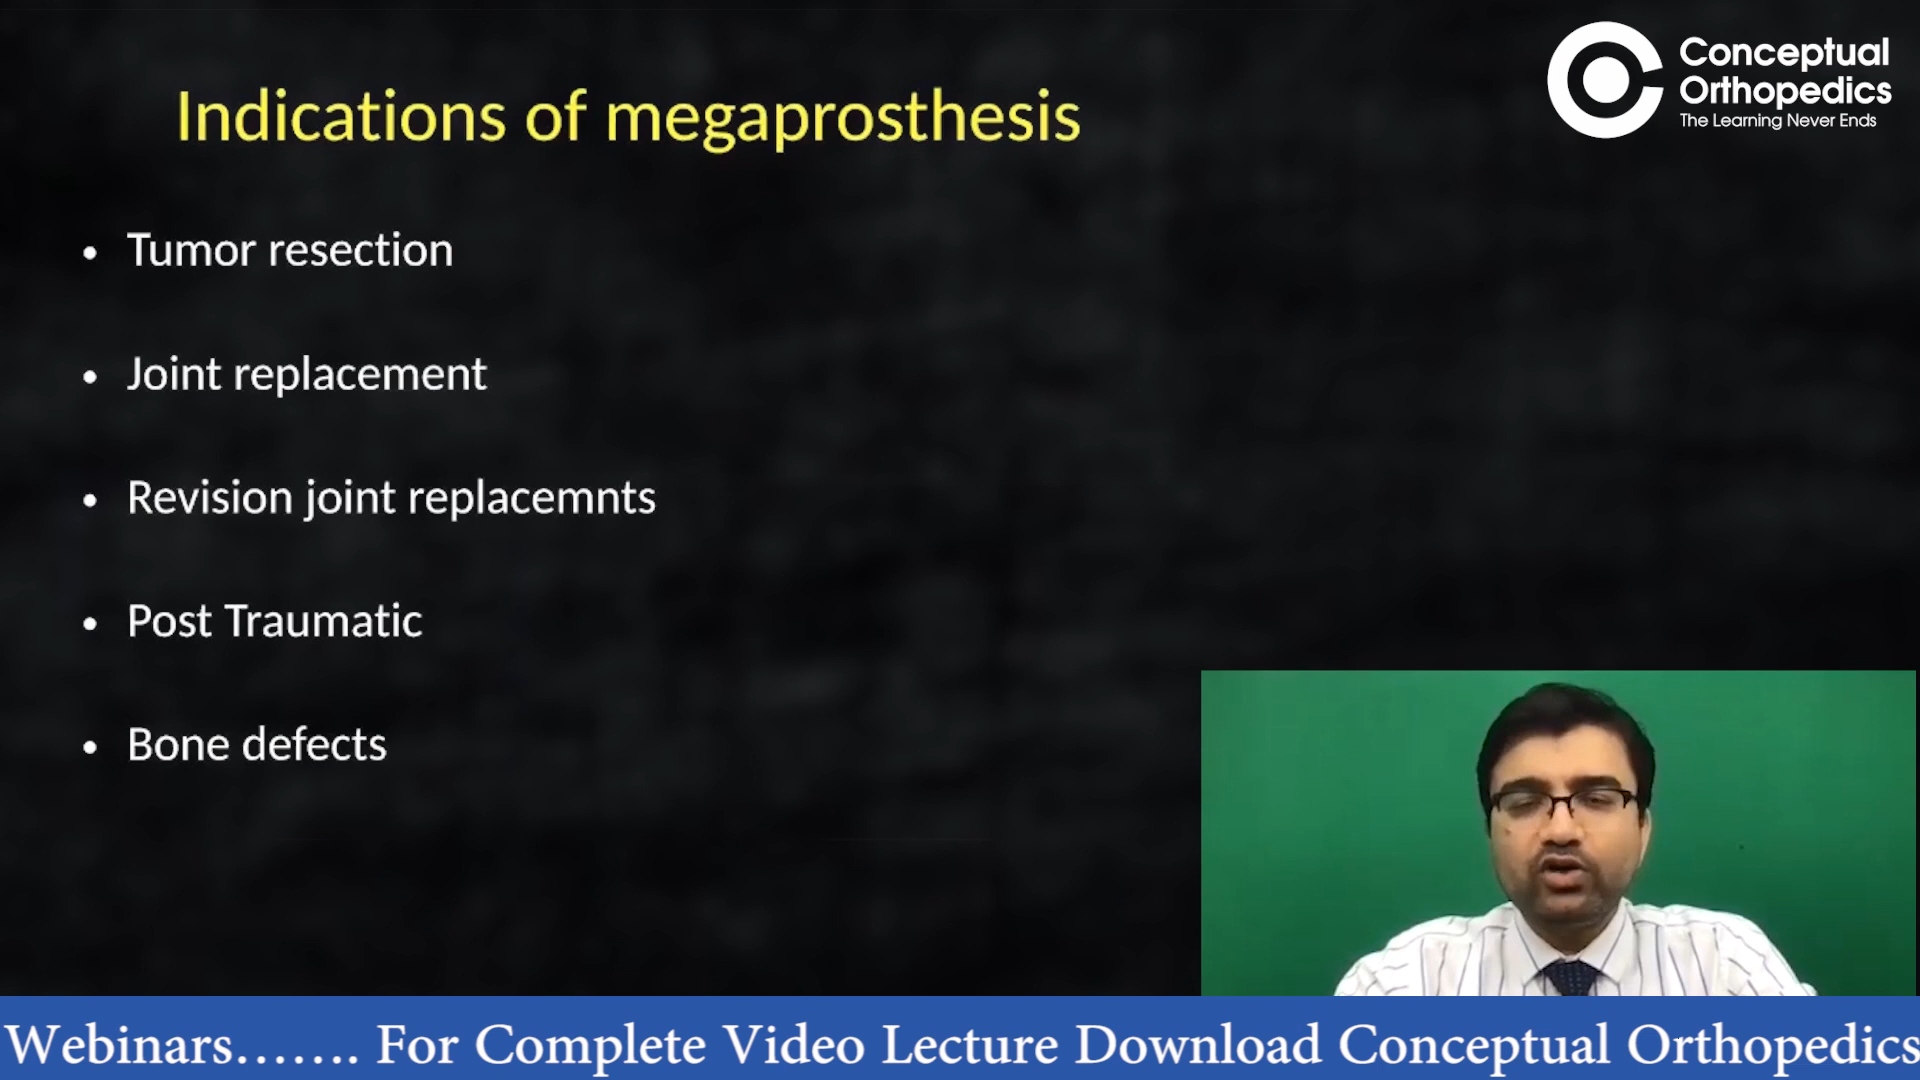 Conceptual
Orthopedics
The Learning Never Ends
Indications of megaprosthesis
• Tumor resection
• Joint replacement
• Revision joint replacemnts
• Post Traumatic
• Bone defects
Webinars....... For Complete Video Lecture Download Conceptual Orthopedics